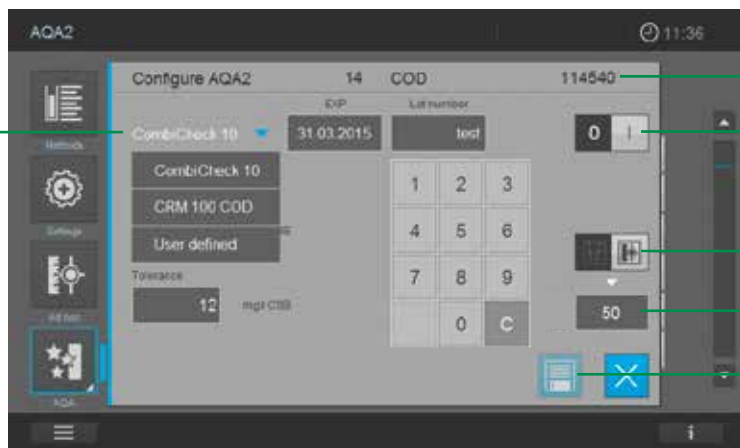 AQA2 11:36
Configure AQA2 14 COD 114540
EXP Lot number
CombiCheck 10 31.03.2015 test 0 I
Methods
CombiCheck 10
CRM 100 COD
User defined
1 2 3
4 5 6
7 8 9
0 C
Settings
Tolerance
12 mg/l CSB
50
AQA
i